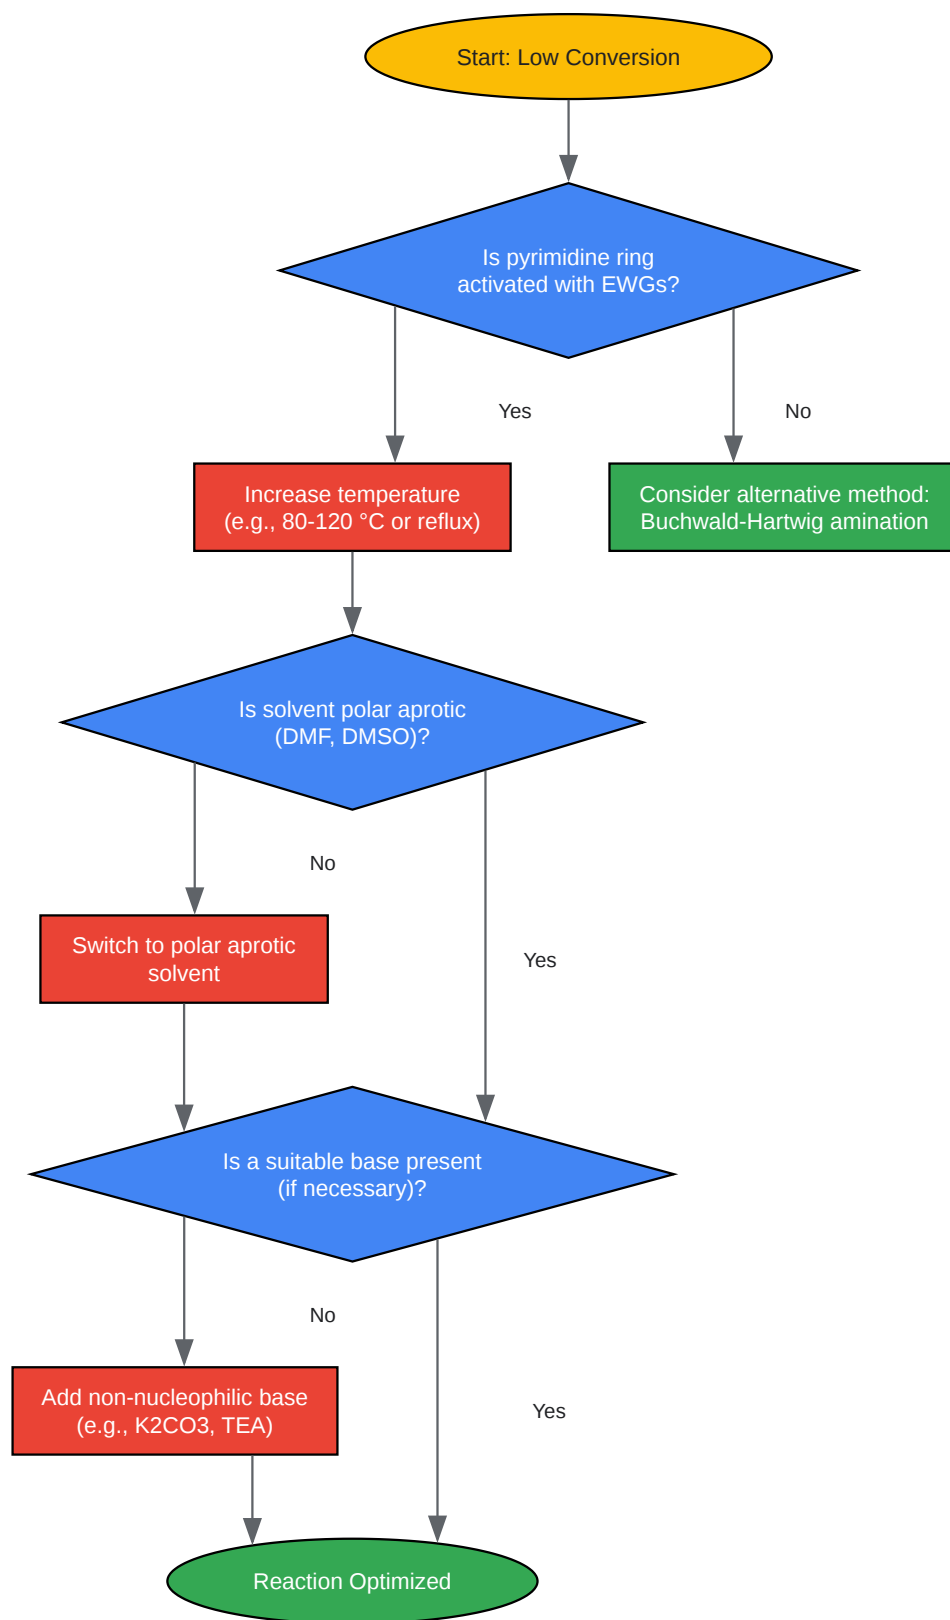 Start: Low Conversion
Is pyrimidine ring
activated with EWGs?
Yes
No
Increase temperature
(e.g., 80-120 °C or reflux)
Consider alternative method:
Buchwald-Hartwig amination
Is solvent polar aprotic
(DMF, DMSO)?
No
Switch to polar aprotic
solvent
Yes
Is a suitable base present
(if necessary)?
No
Add non-nucleophilic base
(e.g., K2CO3, TEA)
Yes
Reaction Optimized